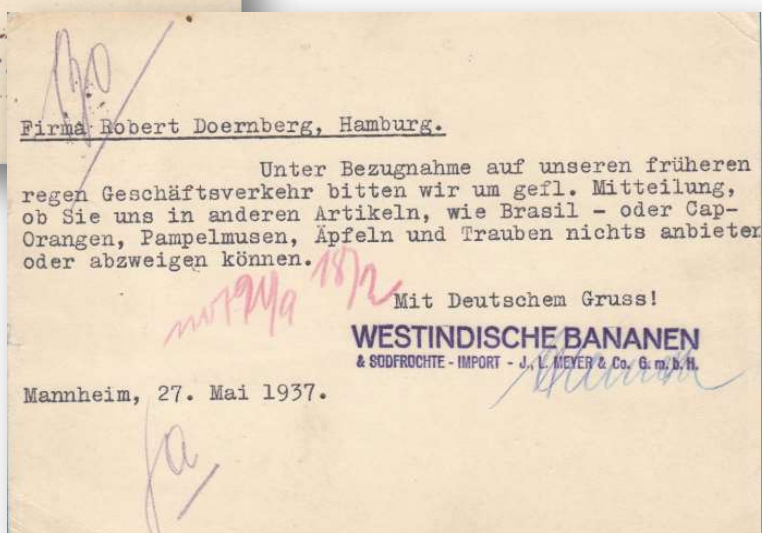 Firma Robert Doernberg, Hamburg.
Unter Bezugnahme auf unseren früheren
regen Geschäftsverkehr bitten wir um gefl. Mitteilung,
ob Sie uns in anderen Artikeln, wie Brasil - oder Cap-
Orangen, Pampelmusen, Äpfeln und Trauben nichts anbieten
oder abzweigen können.
18/2
Mit Deutschem Gruss!
WESTINDISCHE BANANEN
& SÜDFRÜCHTE - IMPORT - J. L. MEYER & Co. G. m. b. H.
Mannheim, 27. Mai 1937.